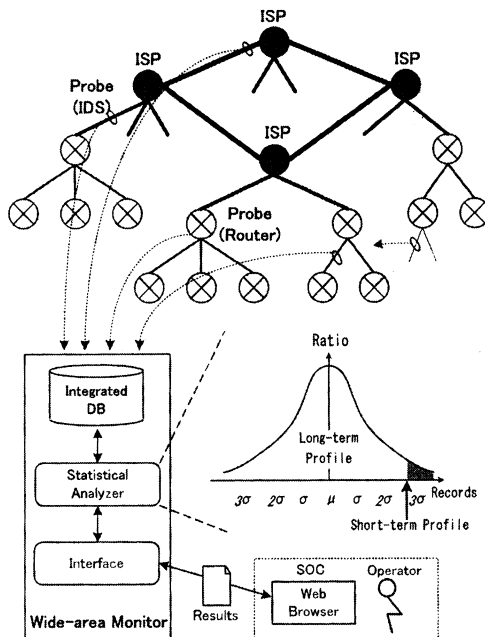 ISP
ISP
ISP
Probe
(IDS)
ISP
Probe
(Router)
Integrated
DB
Statistical
Analyzer
Interface
Wide-area Monitor
Ratio
Long-term
Profile
3σ 2σ σ μ σ 2σ 3σ Records
Short-term Profile
Results
SOC
Operator
Web
Browser